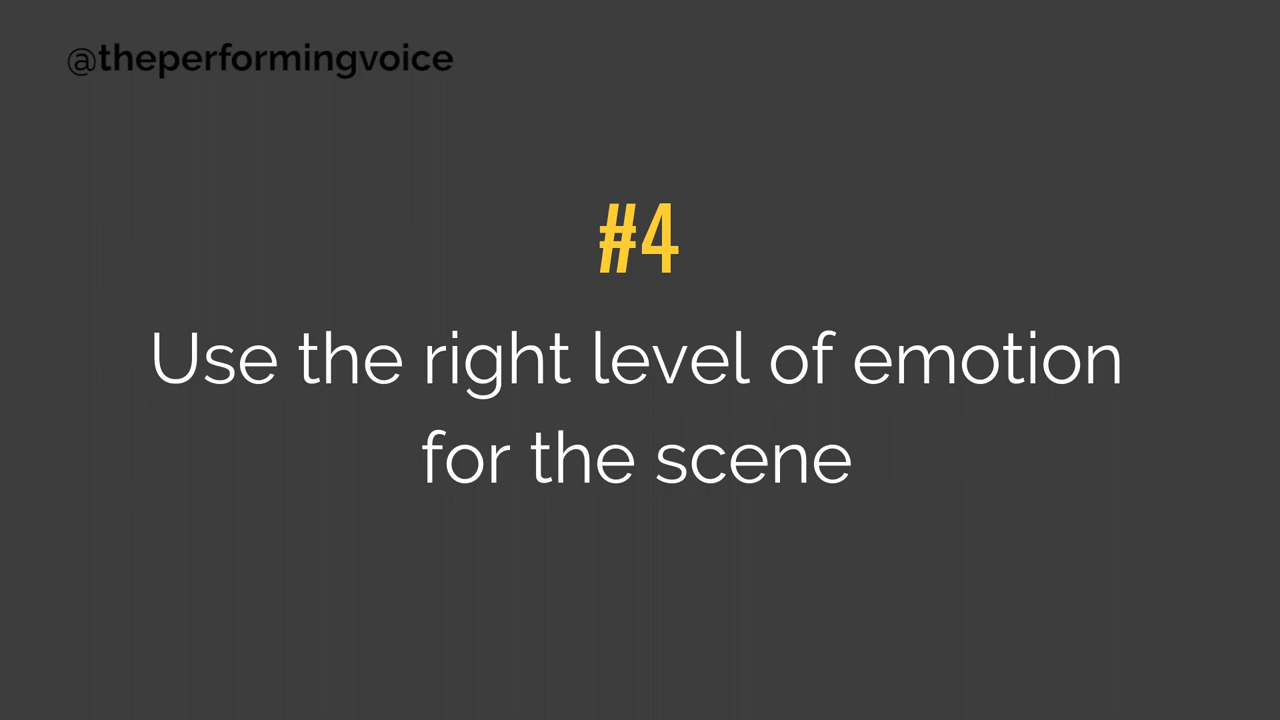 @theperformingvoice
#4
Use the right level of emotion
for the scene